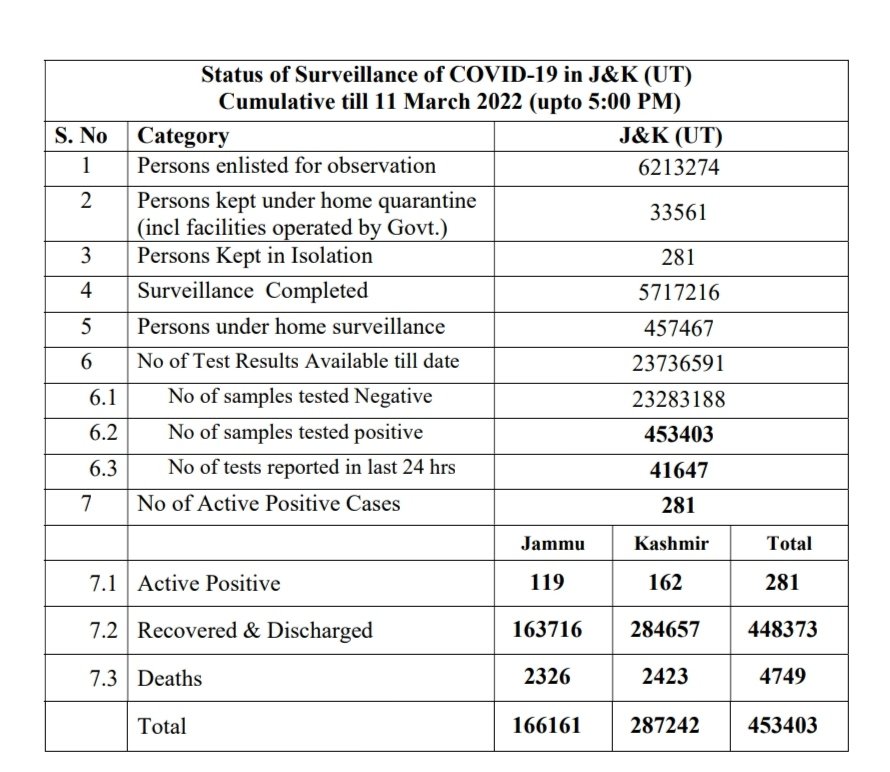 Status of Surveillance of COVID-19 in J&K (UT)
Cumulative till 11 March 2022 (upto 5:00 PM)
S. No Category J&K (UT)
1 Persons enlisted for observation 6213274
2 Persons kept under home quarantine
(incl facilities operated by Govt.) 33561
3 Persons Kept in Isolation 281
4 Surveillance Completed 5717216
5 Persons under home surveillance 457467
6 No of Test Results Available till date 23736591
6.1 No of samples tested Negative 23283188
6.2 No of samples tested positive 453403
6.3 No of tests reported in last 24 hrs 41647
7 No of Active Positive Cases 281
Jammu Kashmir Total
7.1 Active Positive 119 162 281
7.2 Recovered & Discharged 163716 284657 448373
7.3 Deaths 2326 2423 4749
Total 166161 287242 453403